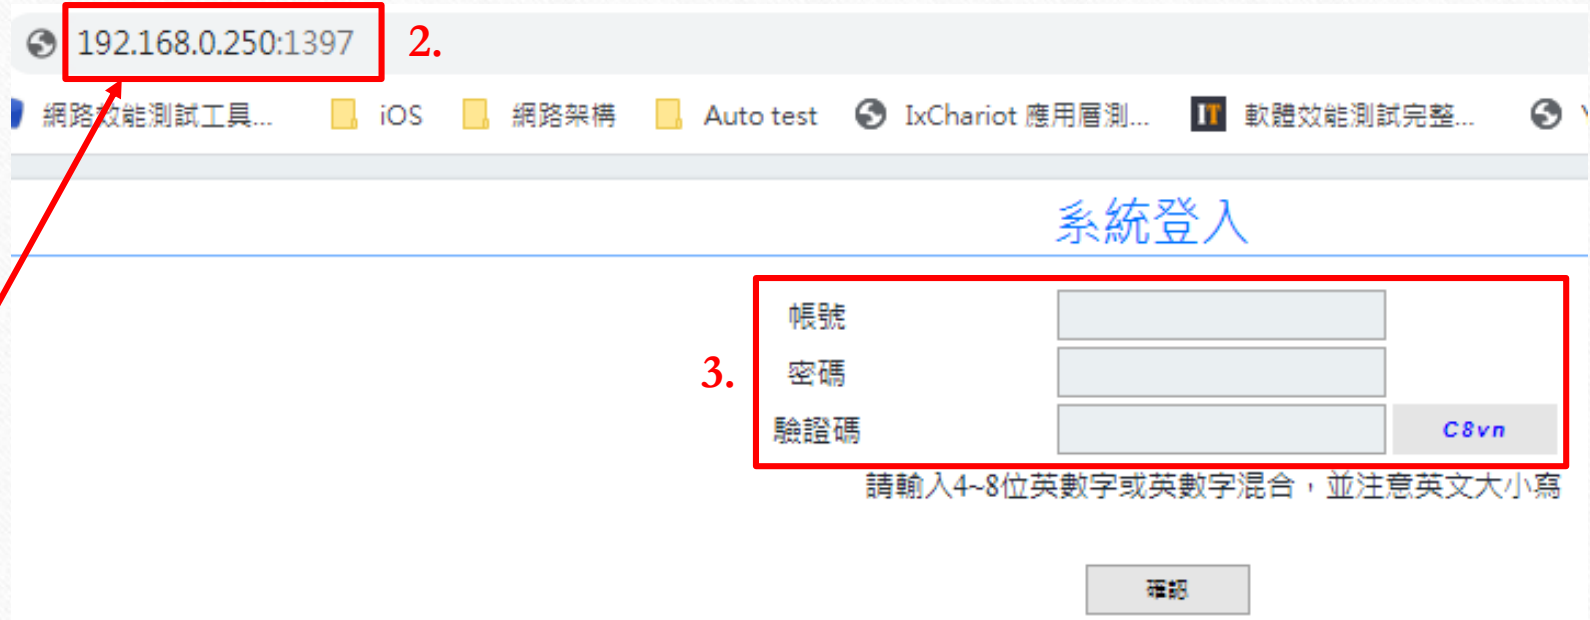 192.168.0.250:1397 2.
網路效能測試工具... iOS 網路架構 Auto test IxChariot 應用層測... IT 軟體效能測試完整...
系統登入
帳號
3. 密碼
驗證碼 C8vn
請輸入4~8位英數字或英數字混合，並注意英文大小寫
確認